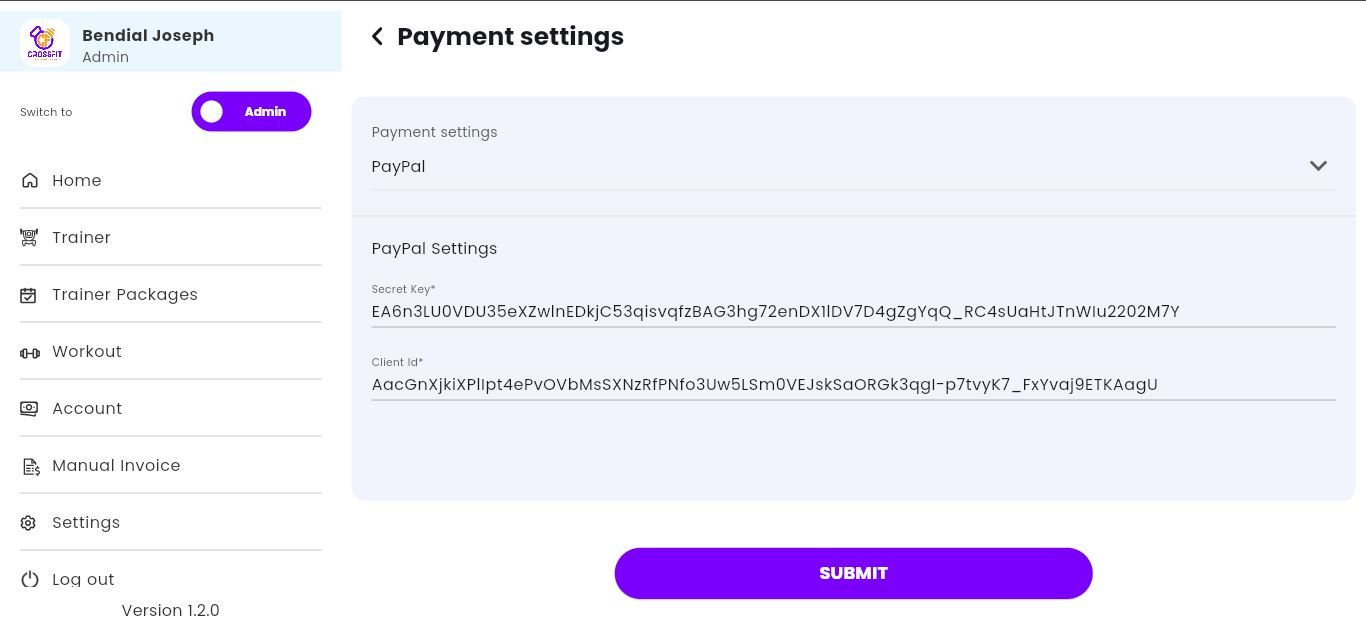 Bendial Joseph
Admin
Switch to
Admin
Home
Trainer
Trainer Packages
Workout
Account
Manual Invoice
Settings
Log out
Version 1.2.0
Payment settings
Payment settings
PayPal
PayPal Settings
Secret Key*
EA6n3LU0VDU35eXZwlnEDkjC53qisvqfzBAG3hg72enDX1lDV7D4gZgYqQ_RC4sUaHtJTnWIu2202M7Y
Client Id*
AacGnXjkiXPlIpt4ePvOVbMsSXNzRfPNfo3Uw5LSm0VEJskSaORGk3qgI-p7tvyK7_FxYvaj9ETKAagU
SUBMIT
CROSSFIT